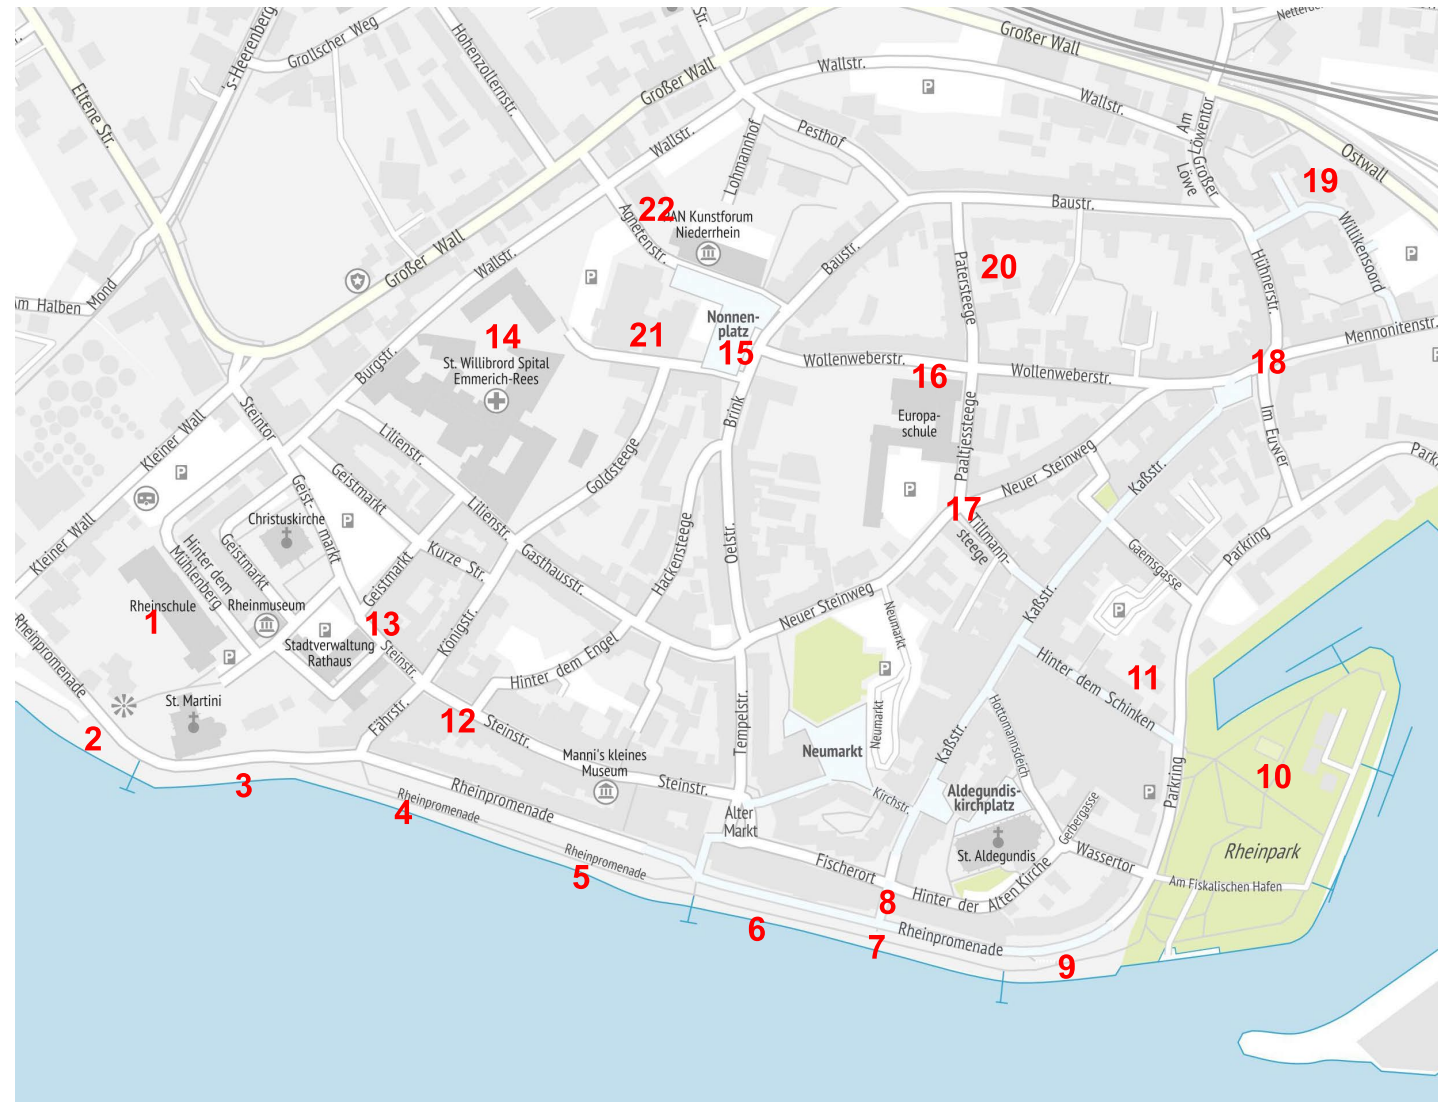 Eltene Str.
's-Heerenberg
Grollscher Weg
Hohenzollernstr.
Großer Wall
Str.
Großer Wall
Wallstr.
Wallstr.
Am
Löwentor
Großer
Löwe
Ostwall
Pesthof
Lohmannhof
Wallstr.
P
22
Agnetenstr.
PAN Kunstforum
Niederrhein
Baustr.
Baustr.
19
Willikensoord
P
Hühnerstr.
20
Patersteege
Am Halben Mond
Großer Wall
Wallstr.
P
14
St. Willibrord Spital
Emmerich-Rees
21
Nonnen-
platz
15
Wollenweberstr.
16
Wollenweberstr.
18
Mennonitenstr.
P
Burgstr.
Steintor
Kleiner Wall
Kleiner Wall
P
Lilienstr.
Lilienstr.
Goldsteege
Brink
Europa-
schule
P
Paaltjessteege
Neuer Steinweg
Im Euwer
Kaßstr.
Parkring
Geistmarkt
Geist-
markt
P
Christuskirche
Geistmarkt
Hinter dem
Mühlenberg
Geistmarkt
Kurze Str.
Gasthausstr.
Hackensteege
Oelstr.
17
Tillmann-
steege
Gaemsgasse
P
Rheinschule
1
Rheinmuseum
13
P
Stadtverwaltung
Rathaus
P
Steinstr.
Königstr.
Hinter dem Engel
Neuer Steinweg
Neumarkt
P
Neumarkt
Neumarkt
Kaßstr.
Hinter dem Schinken
11
Rheinpromenade
St. Martini
2
3
Fährstr.
12
Steinstr.
Manni's kleines
Museum
Steinstr.
Tempelstr.
Kaßstr.
Hottomannsdeich
Parkring
P
10
Rheinpark
Rheinpromenade
4
Rheinpromenade
Rheinpromenade
5
Alter
Markt
Kirchstr.
Aldegundis-
kirchplatz
St. Aldegundis
Gerbergasse
Wassertor
Am Fiskalischen Hafen
Fischerort
8
Hinter der Alten Kirche
6
7
Rheinpromenade
9